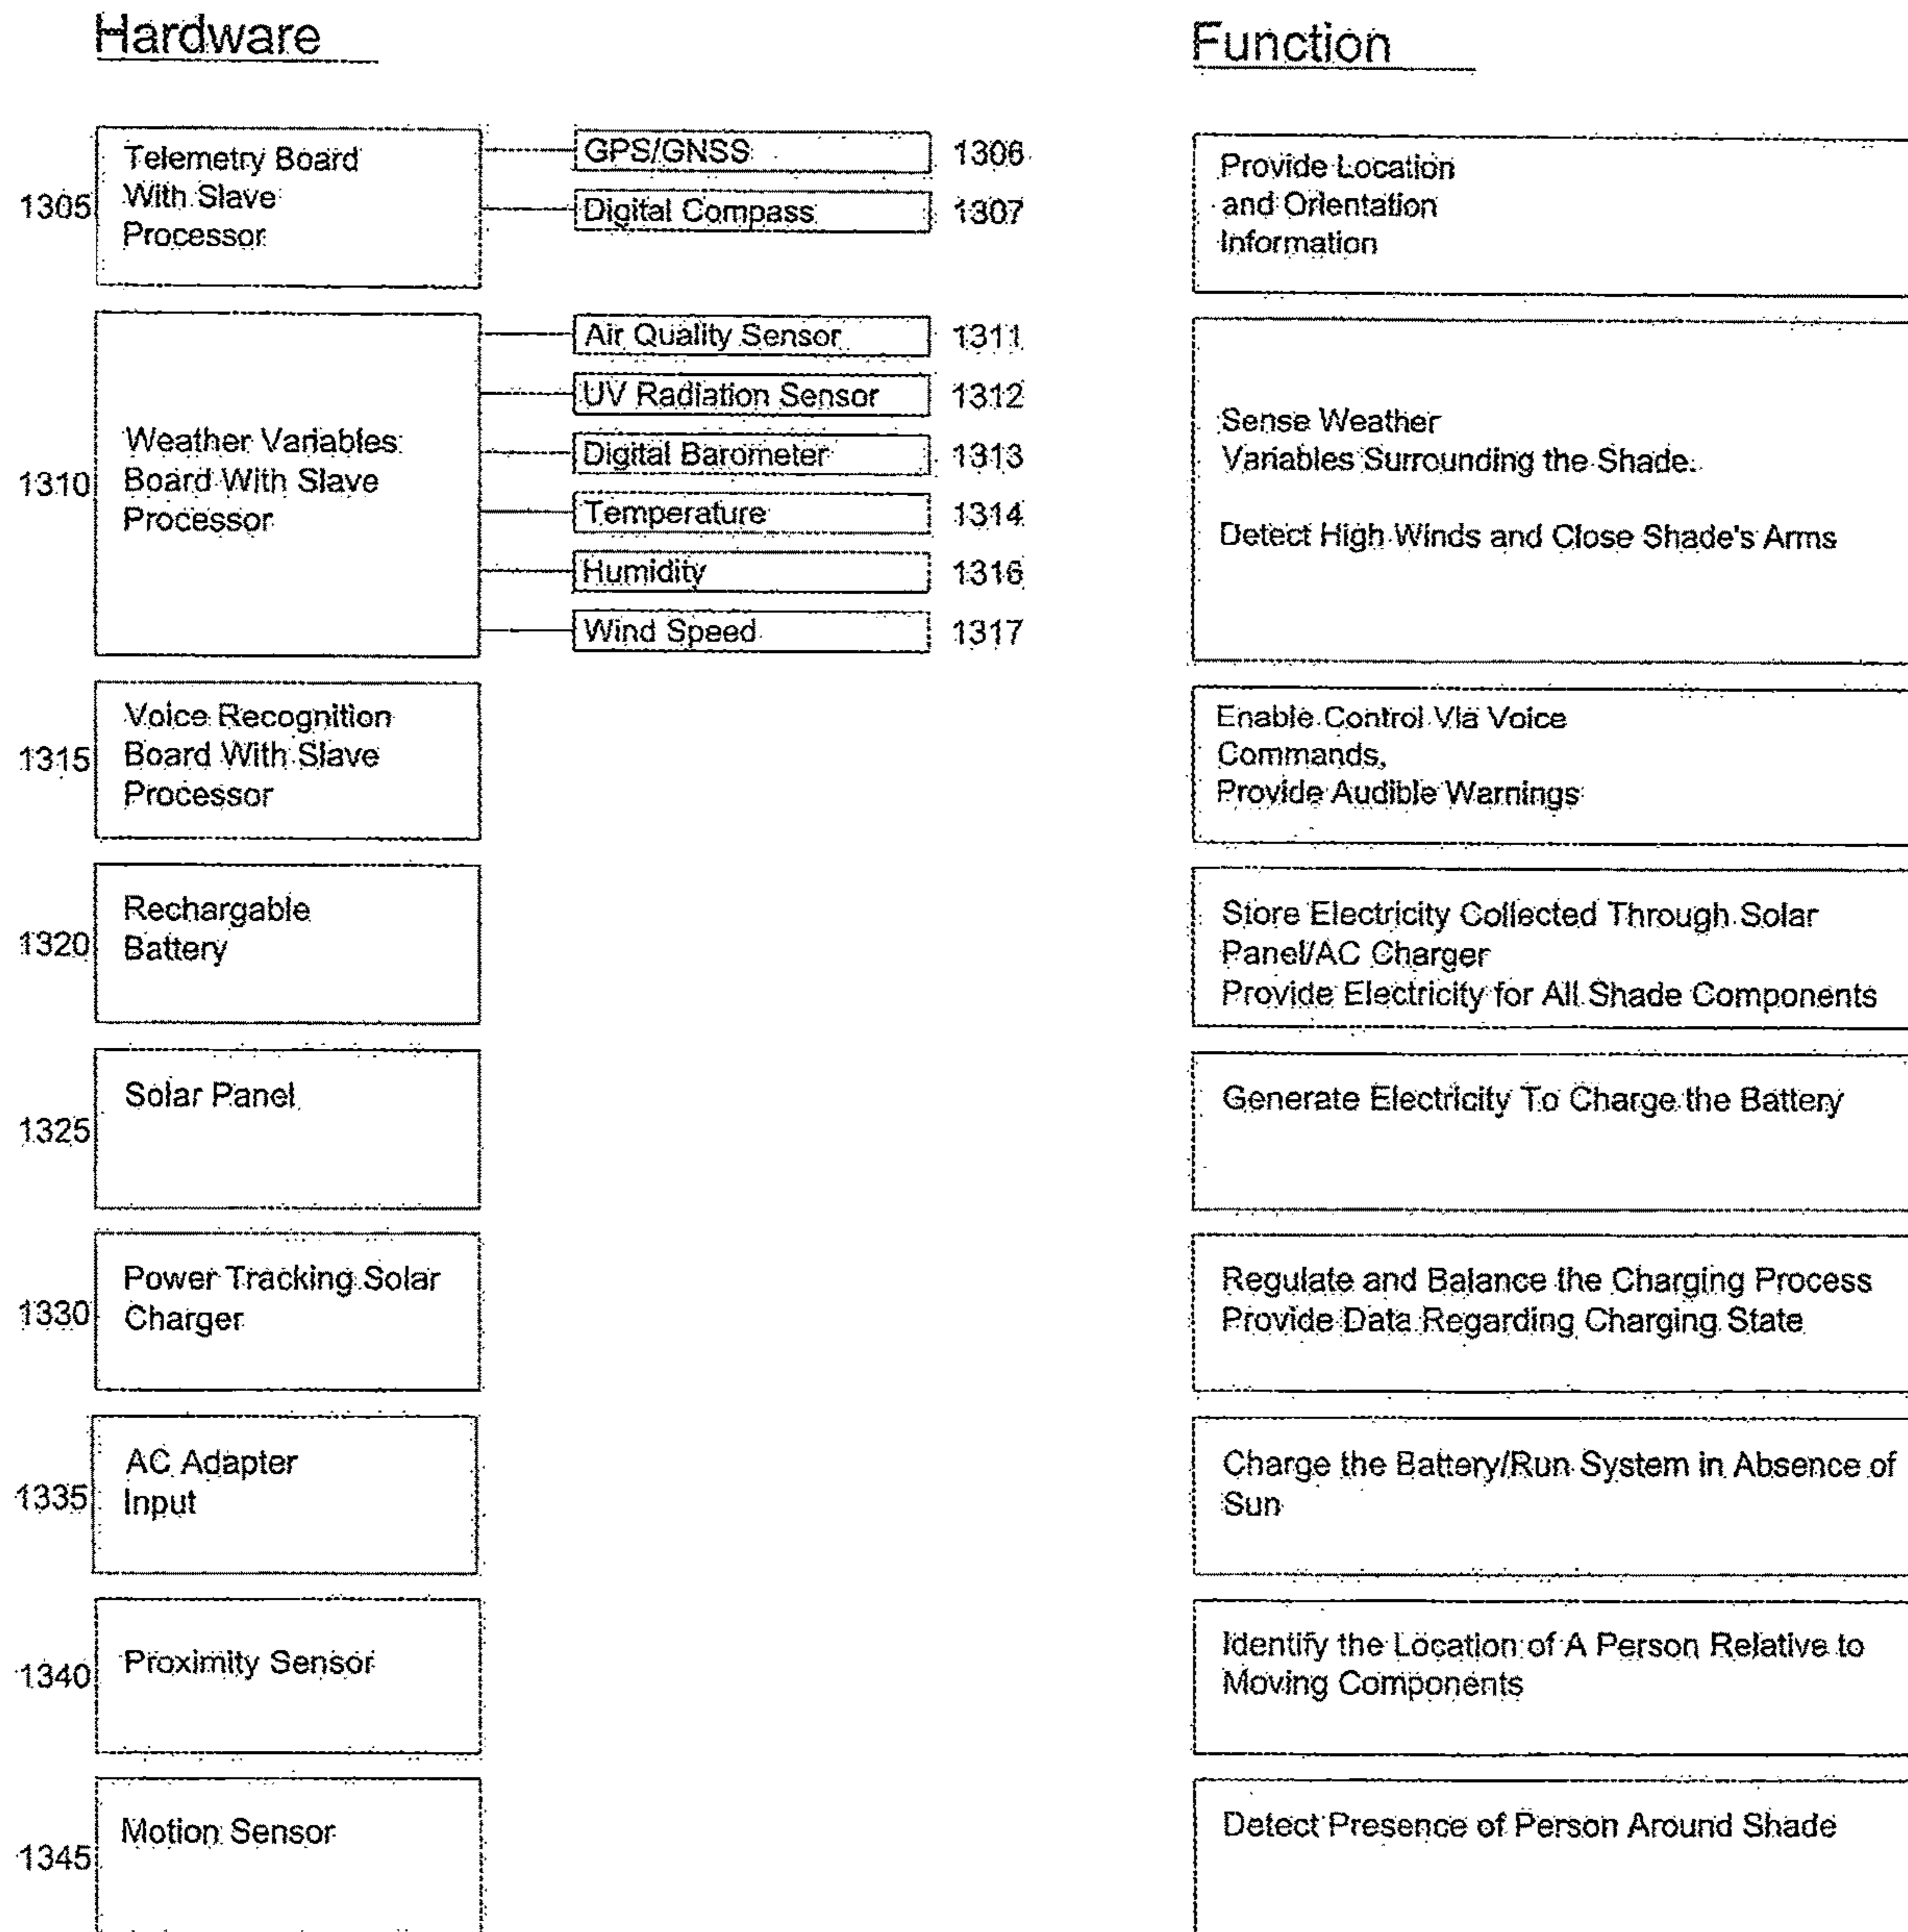 Hardware
Function
1305
Telemetry Board
With Slave
Processor
GPS/GNSS
1306
Digital Compass
1307
Provide Location
and Orientation
Information
1310
Weather Variables
Board With Slave
Processor
Air Quality Sensor
1311
UV Radiation Sensor
1312
Digital Barometer
1313
Temperature
1314
Humidity
1316
Wind Speed
1317
Sense Weather
Variables Surrounding the Shade.
Detect High Winds and Close Shade's Arms
1315
Voice Recognition
Board With Slave
Processor
Enable Control Via Voice
Commands,
Provide Audible Warnings
1320
Rechargable
Battery
Store Electricity Collected Through Solar
Panel/AC Charger
Provide Electricity for All Shade Components
1325
Solar Panel
Generate Electricity To Charge the Battery
1330
Power Tracking Solar
Charger
Regulate and Balance the Charging Process
Provide Data Regarding Charging State
1335
AC Adapter
Input
Charge the Battery/Run System in Absence of
Sun
1340
Proximity Sensor
Identify the Location of A Person Relative to
Moving Components
1345
Motion Sensor
Detect Presence of Person Around Shade